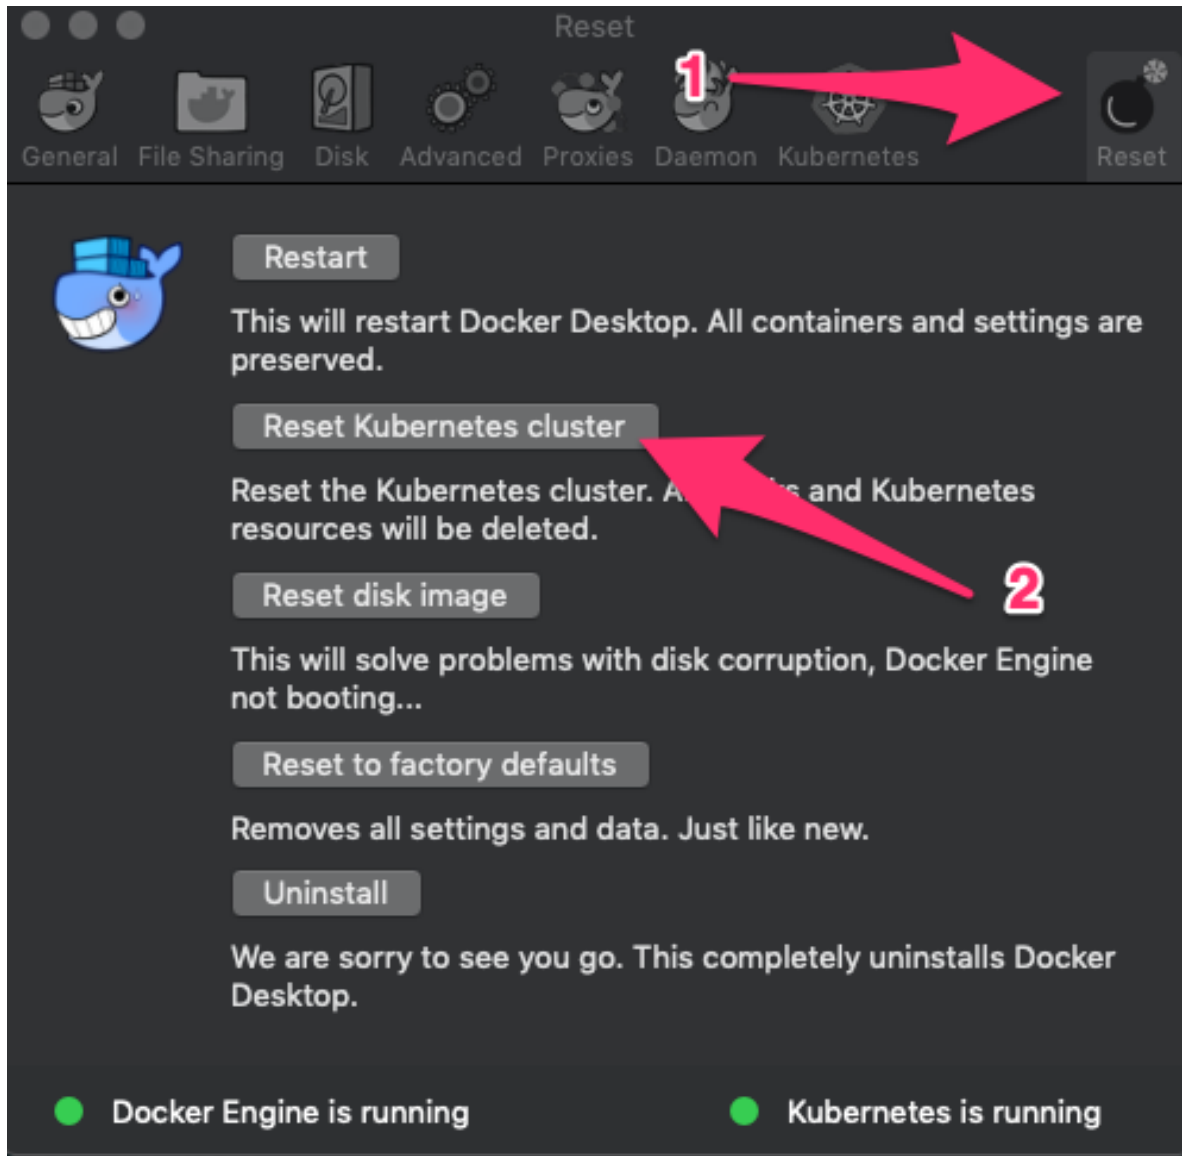 Reset
1
General File Sharing Disk Advanced Proxies Daemon Kubernetes Reset
Restart
This will restart Docker Desktop. All containers and settings are
preserved.
Reset Kubernetes cluster
Reset the Kubernetes cluster. and Kubernetes
resources will be deleted.
2
Reset disk image
This will solve problems with disk corruption, Docker Engine
not booting...
Reset to factory defaults
Removes all settings and data. Just like new.
Uninstall
We are sorry to see you go. This completely uninstalls Docker
Desktop.
Docker Engine is running
Kubernetes is running